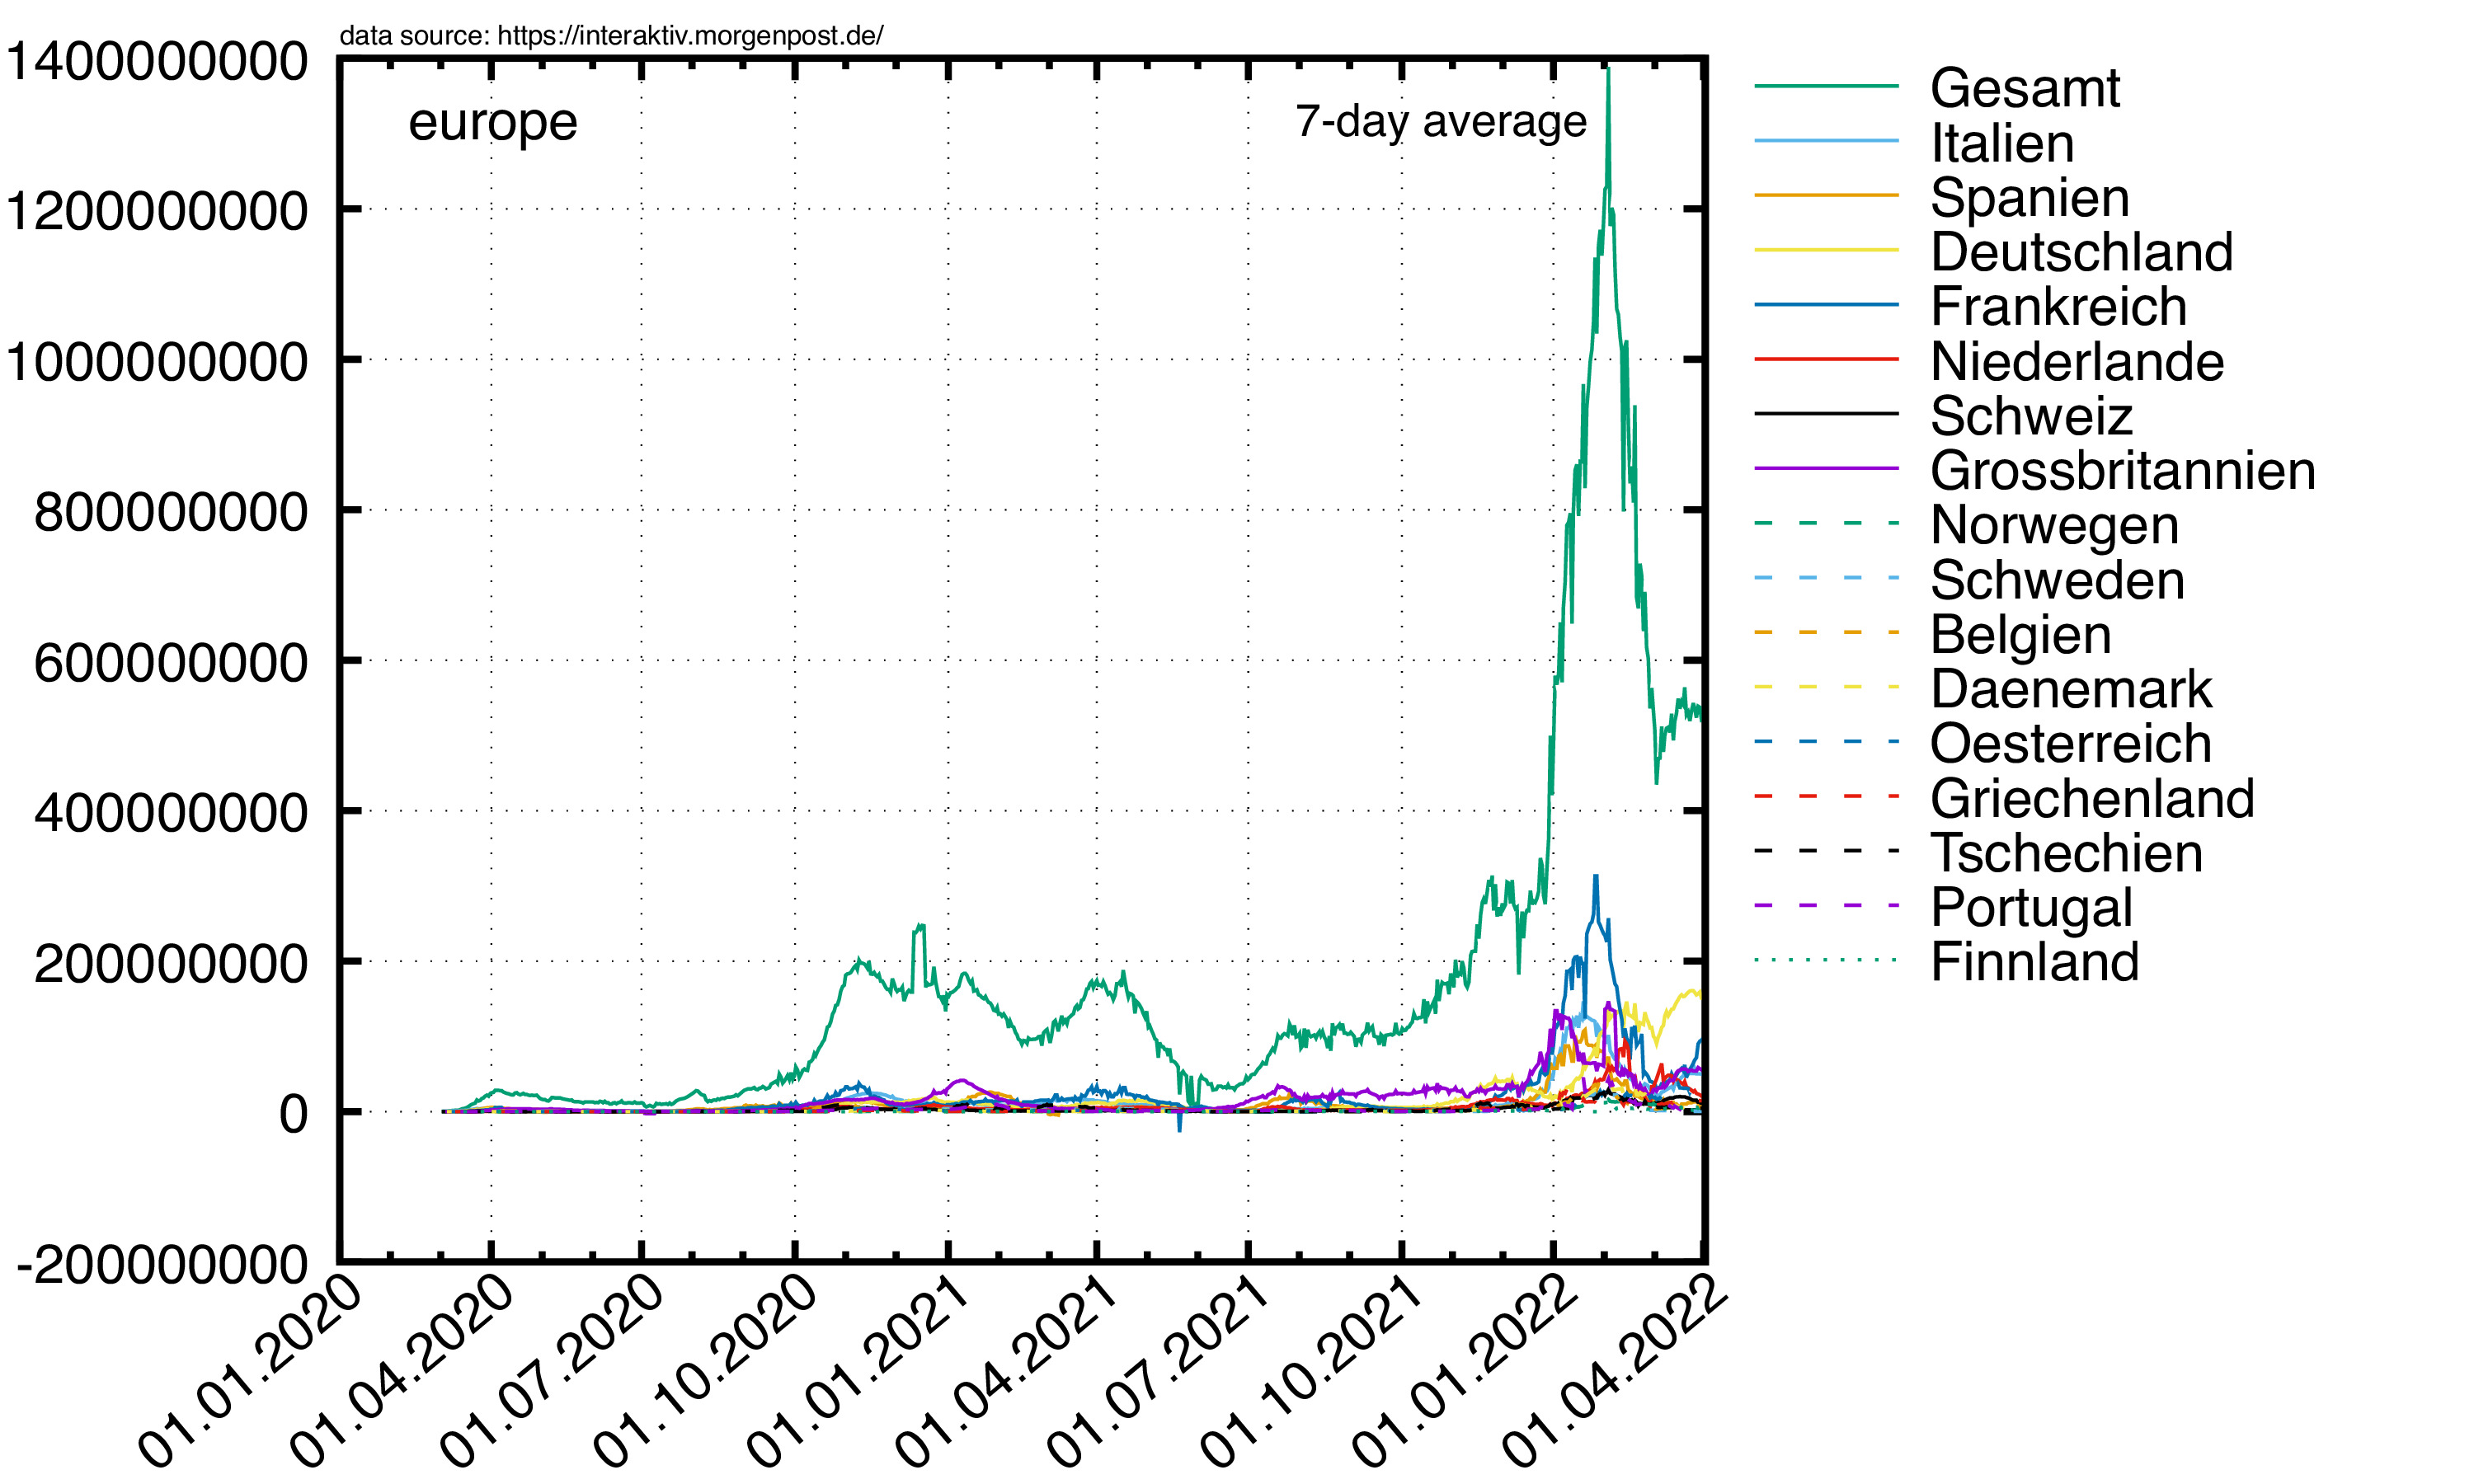 data source: https://interaktiv.morgenpost.de/
europe
7-day average
1400000000
1200000000
1000000000
800000000
600000000
400000000
200000000
0
-200000000
01.01.2020
01.04.2020
01.07.2020
01.10.2020
01.01.2021
01.04.2021
01.07.2021
01.10.2021
01.01.2022
01.04.2022
Gesamt
Italien
Spanien
Deutschland
Frankreich
Niederlande
Schweiz
Grossbritannien
Norwegen
Schweden
Belgien
Daenemark
Oesterreich
Griechenland
Tschechien
Portugal
Finnland